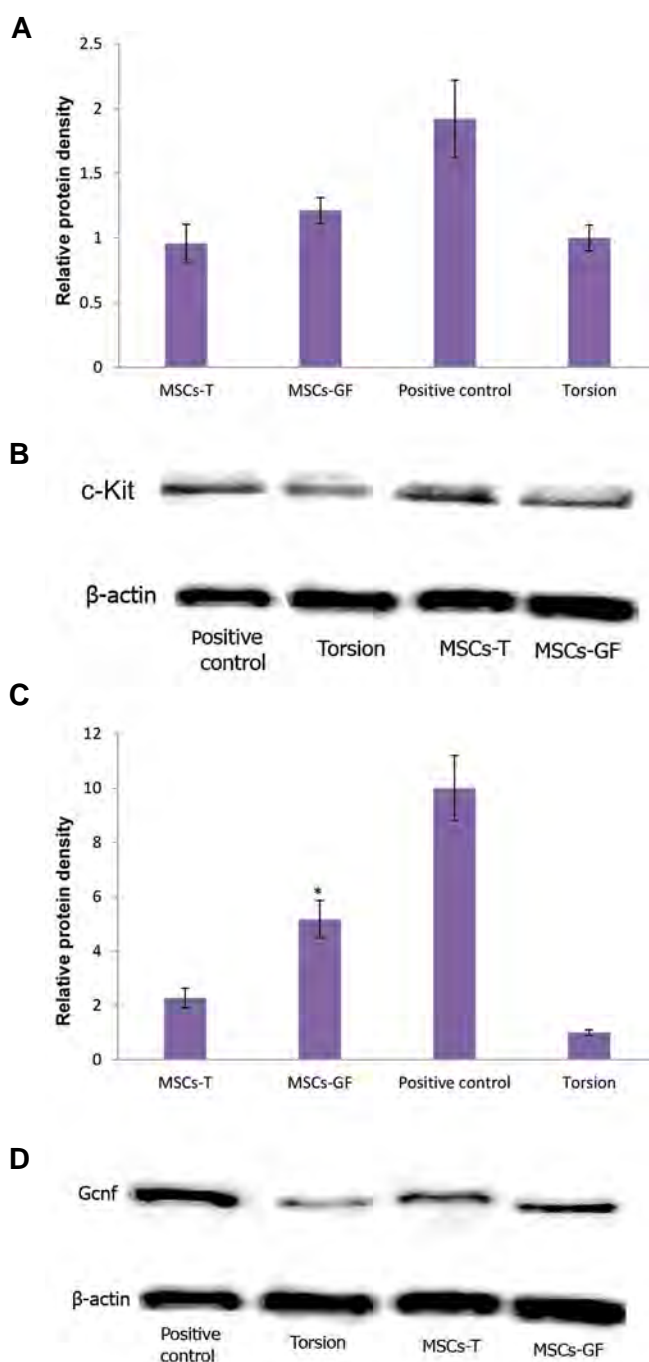 A
Relative protein density
2.5
2
1.5
1
0.5
0
MSCs-T MSCs-GF Positive control Torsion
B
c-Kit
β-actin
Positive control Torsion MSCs-T MSCs-GF
C
Relative protein density
12
10
8
6
4
2
0
*
MSCs-T MSCs-GF Positive control Torsion
D
Gcnf
β-actin
Positive control Torsion MSCs-T MSCs-GF